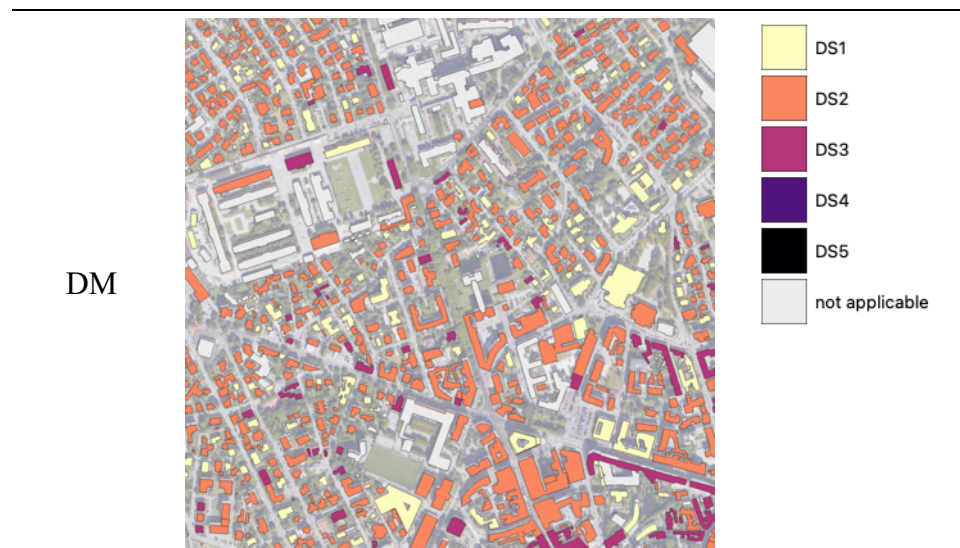 DM
DS1
DS2
DS3
DS4
DS5
not applicable